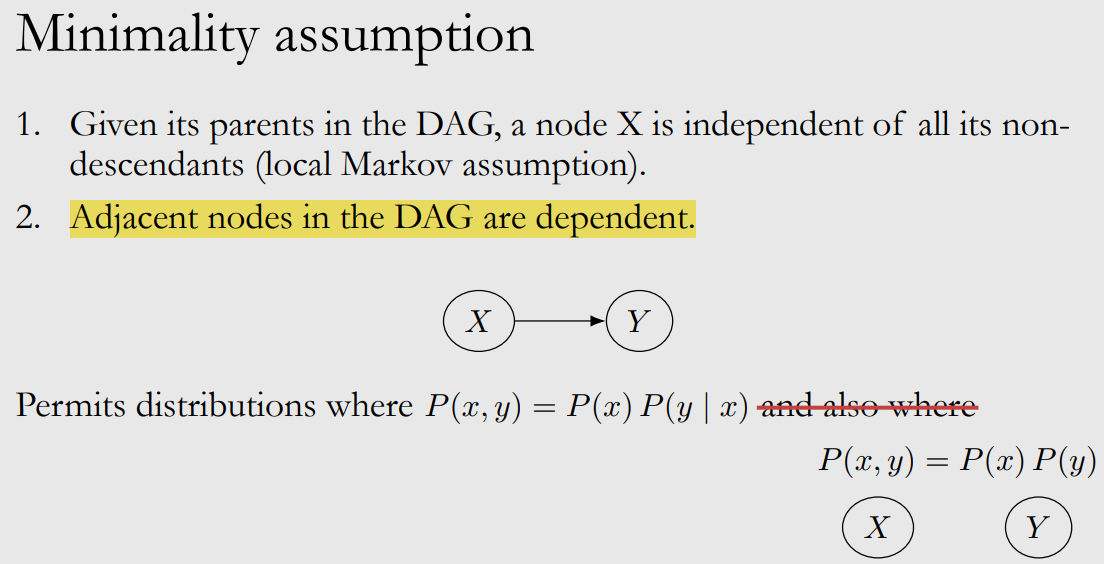 Minimality assumption
1. Given its parents in the DAG, a node X is independent of all its non-
descendants (local Markov assumption).
2. Adjacent nodes in the DAG are dependent.
X Y
Permits distributions where P(x, y) = P(x) P(y | x) and also where
P(x, y) = P(x) P(y)
X Y